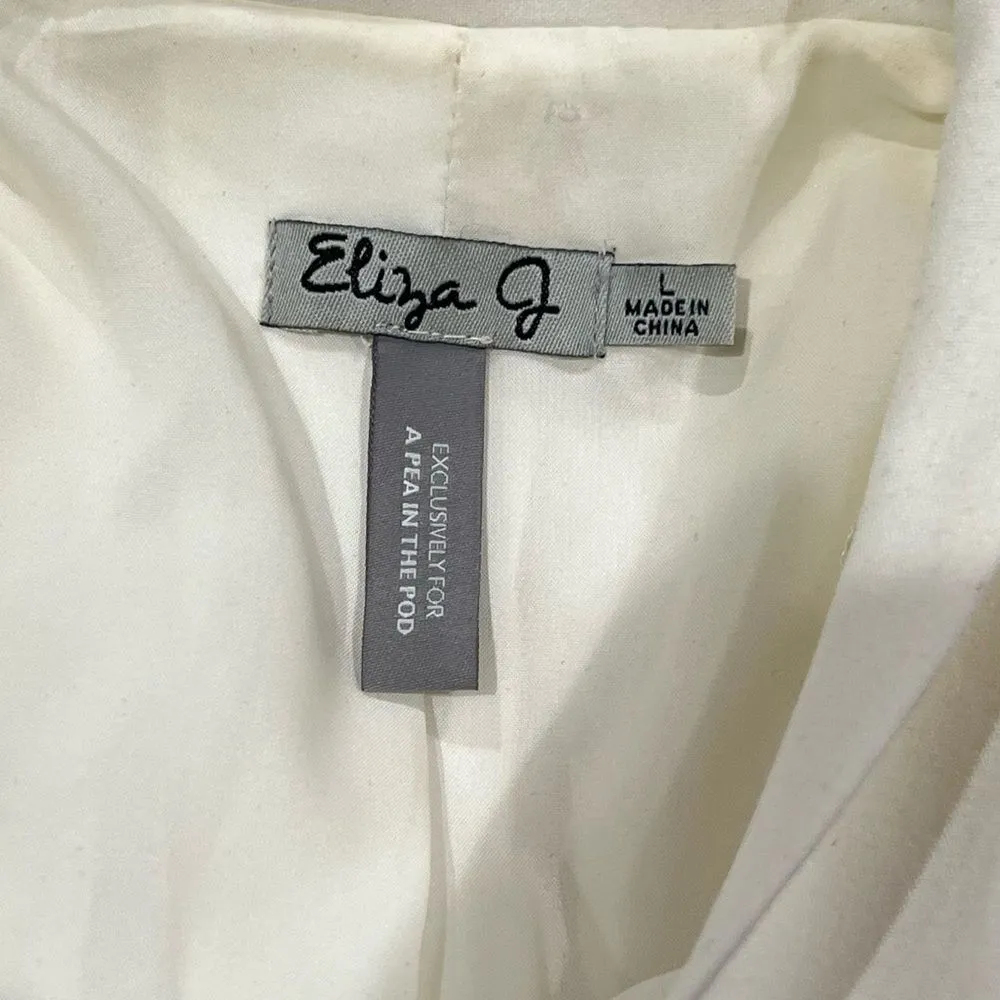 Eliza J
L
MADE IN
CHINA
EXCLUSIVELY FOR
A PEA IN THE POD